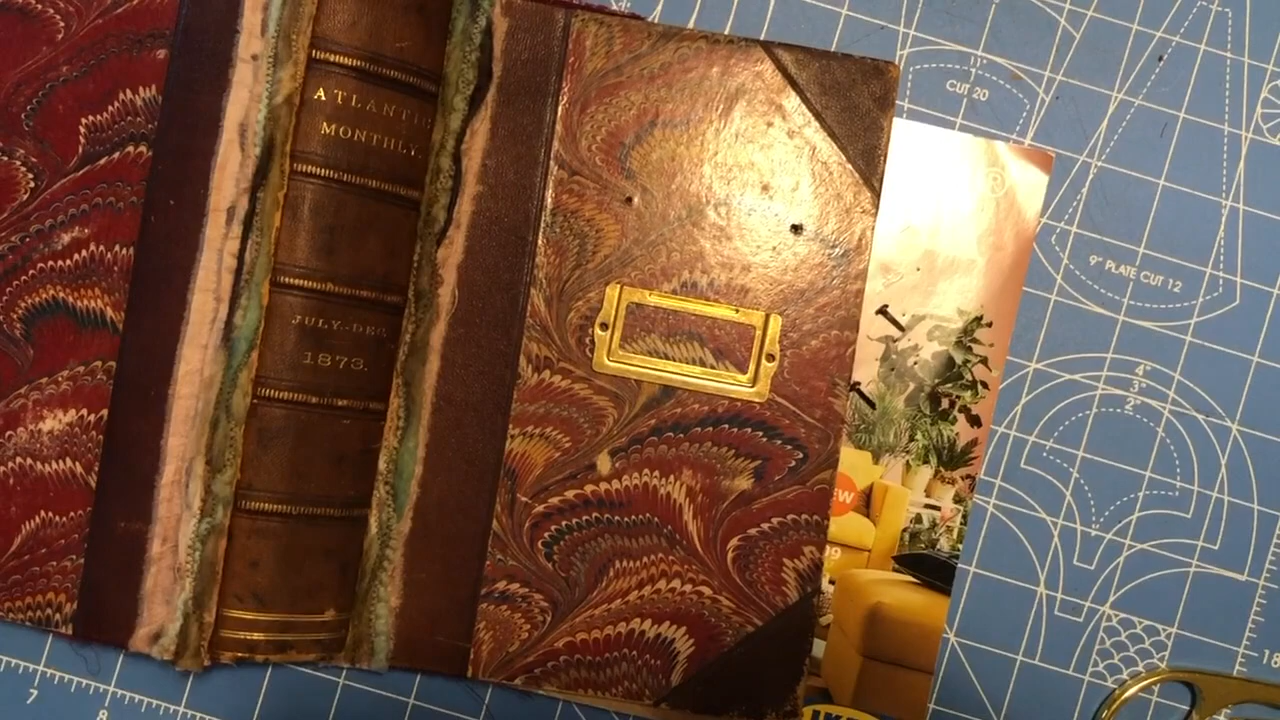 ATLANTIC
MONTHLY.
JULY.-DEC.
1873.
CUT 20
9" PLATE CUT 12
4"
3"
2"
18
7
8